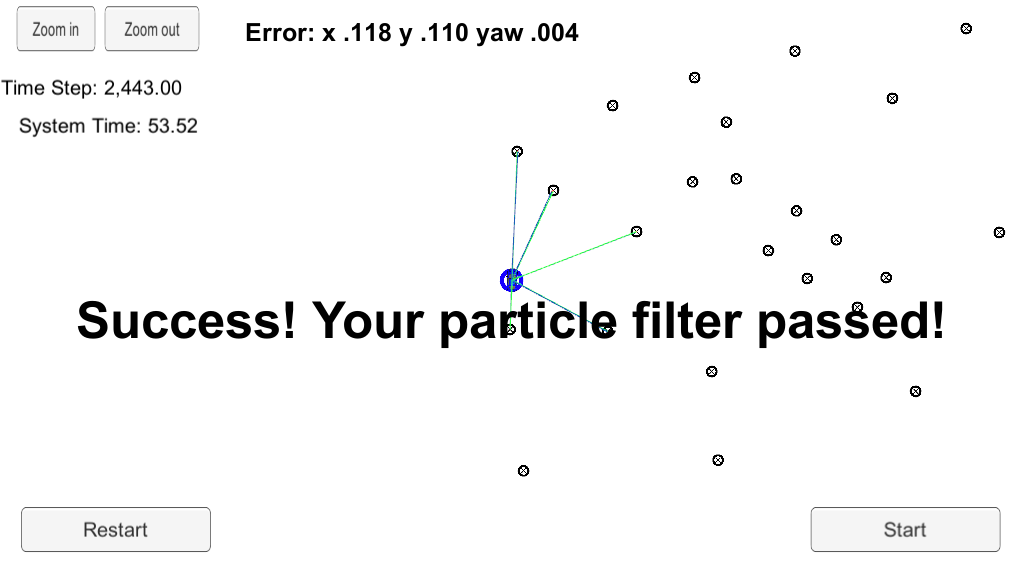 Zoom in
Zoom out
Error: x .118 y .110 yaw .004
Time Step: 2,443.00
System Time: 53.52
Success! Your particle filter passed!
Restart
Start